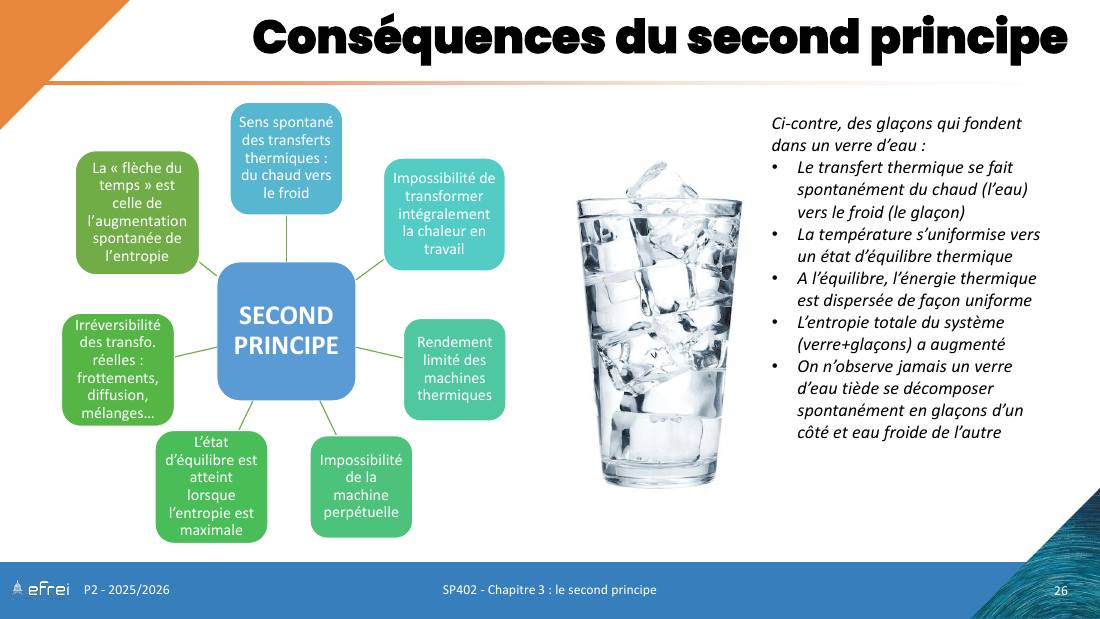 Conséquences du second principe
Sens spontané
des transferts
thermiques :
du chaud vers
le froid
Impossibilité de
transformer
intégralement
la chaleur en
travail
Rendement
limité des
machines
thermiques
Impossibilité
de la
machine
perpétuelle
L’état
d’équilibre est
atteint
lorsque
l’entropie est
maximale
Irréversibilité
des transfo.
réelles :
frottements,
diffusion,
mélanges…
La « flèche du
temps » est
celle de
l’augmentation
spontanée de
l’entropie
SECOND
PRINCIPE
Ci-contre, des glaçons qui fondent
dans un verre d’eau :
• Le transfert thermique se fait
spontanément du chaud (l’eau)
vers le froid (le glaçon)
• La température s’uniformise vers
un état d’équilibre thermique
• A l’équilibre, l’énergie thermique
est dispersée de façon uniforme
• L’entropie totale du système
(verre+glaçons) a augmenté
• On n’observe jamais un verre
d’eau tiède se décomposer
spontanément en glaçons d’un
côté et eau froide de l’autre
efrei
P2 - 2025/2026
SP402 - Chapitre 3 : le second principe
26